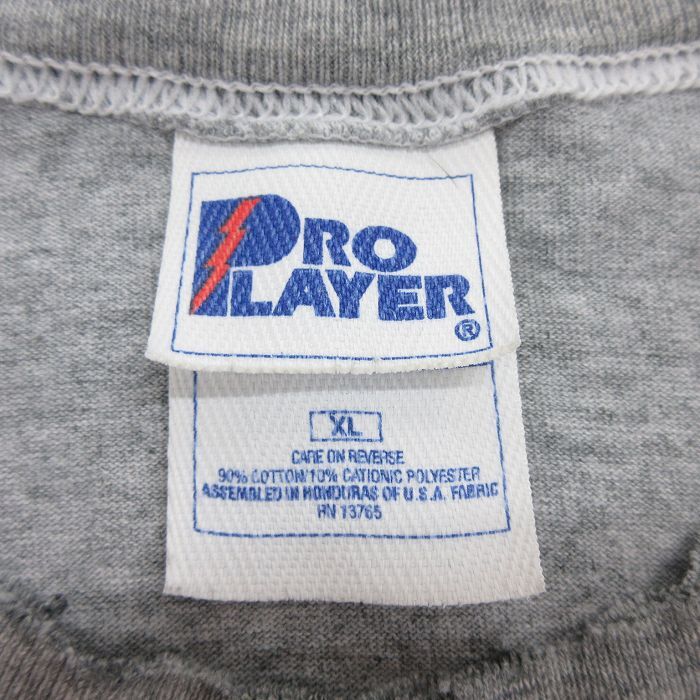 PRO
PLAYER®
XL
CARE ON REVERSE
90% COTTON/10% CATIONIC POLYESTER
ASSEMBLED IN HONDURAS OF U.S.A. FABRIC
RN 13765